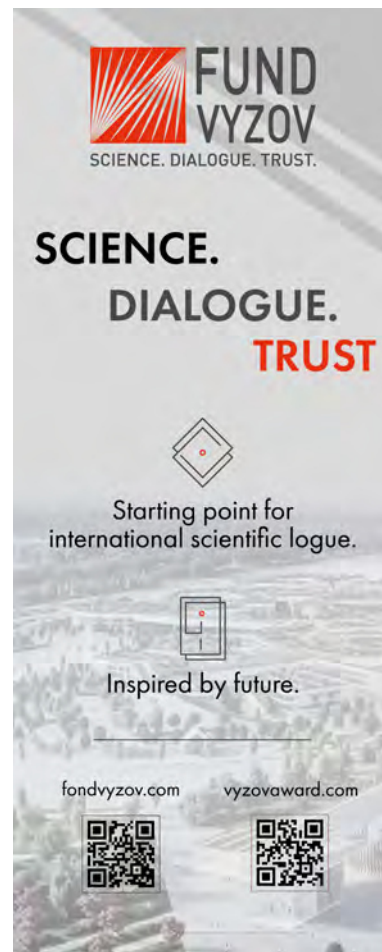 FUND
VYZOV
SCIENCE. DIALOGUE. TRUST.
SCIENCE.
DIALOGUE.
TRUST
Starting point for
international scientific logue.
Inspired by future.
fondvyzov.com vyzovaward.com